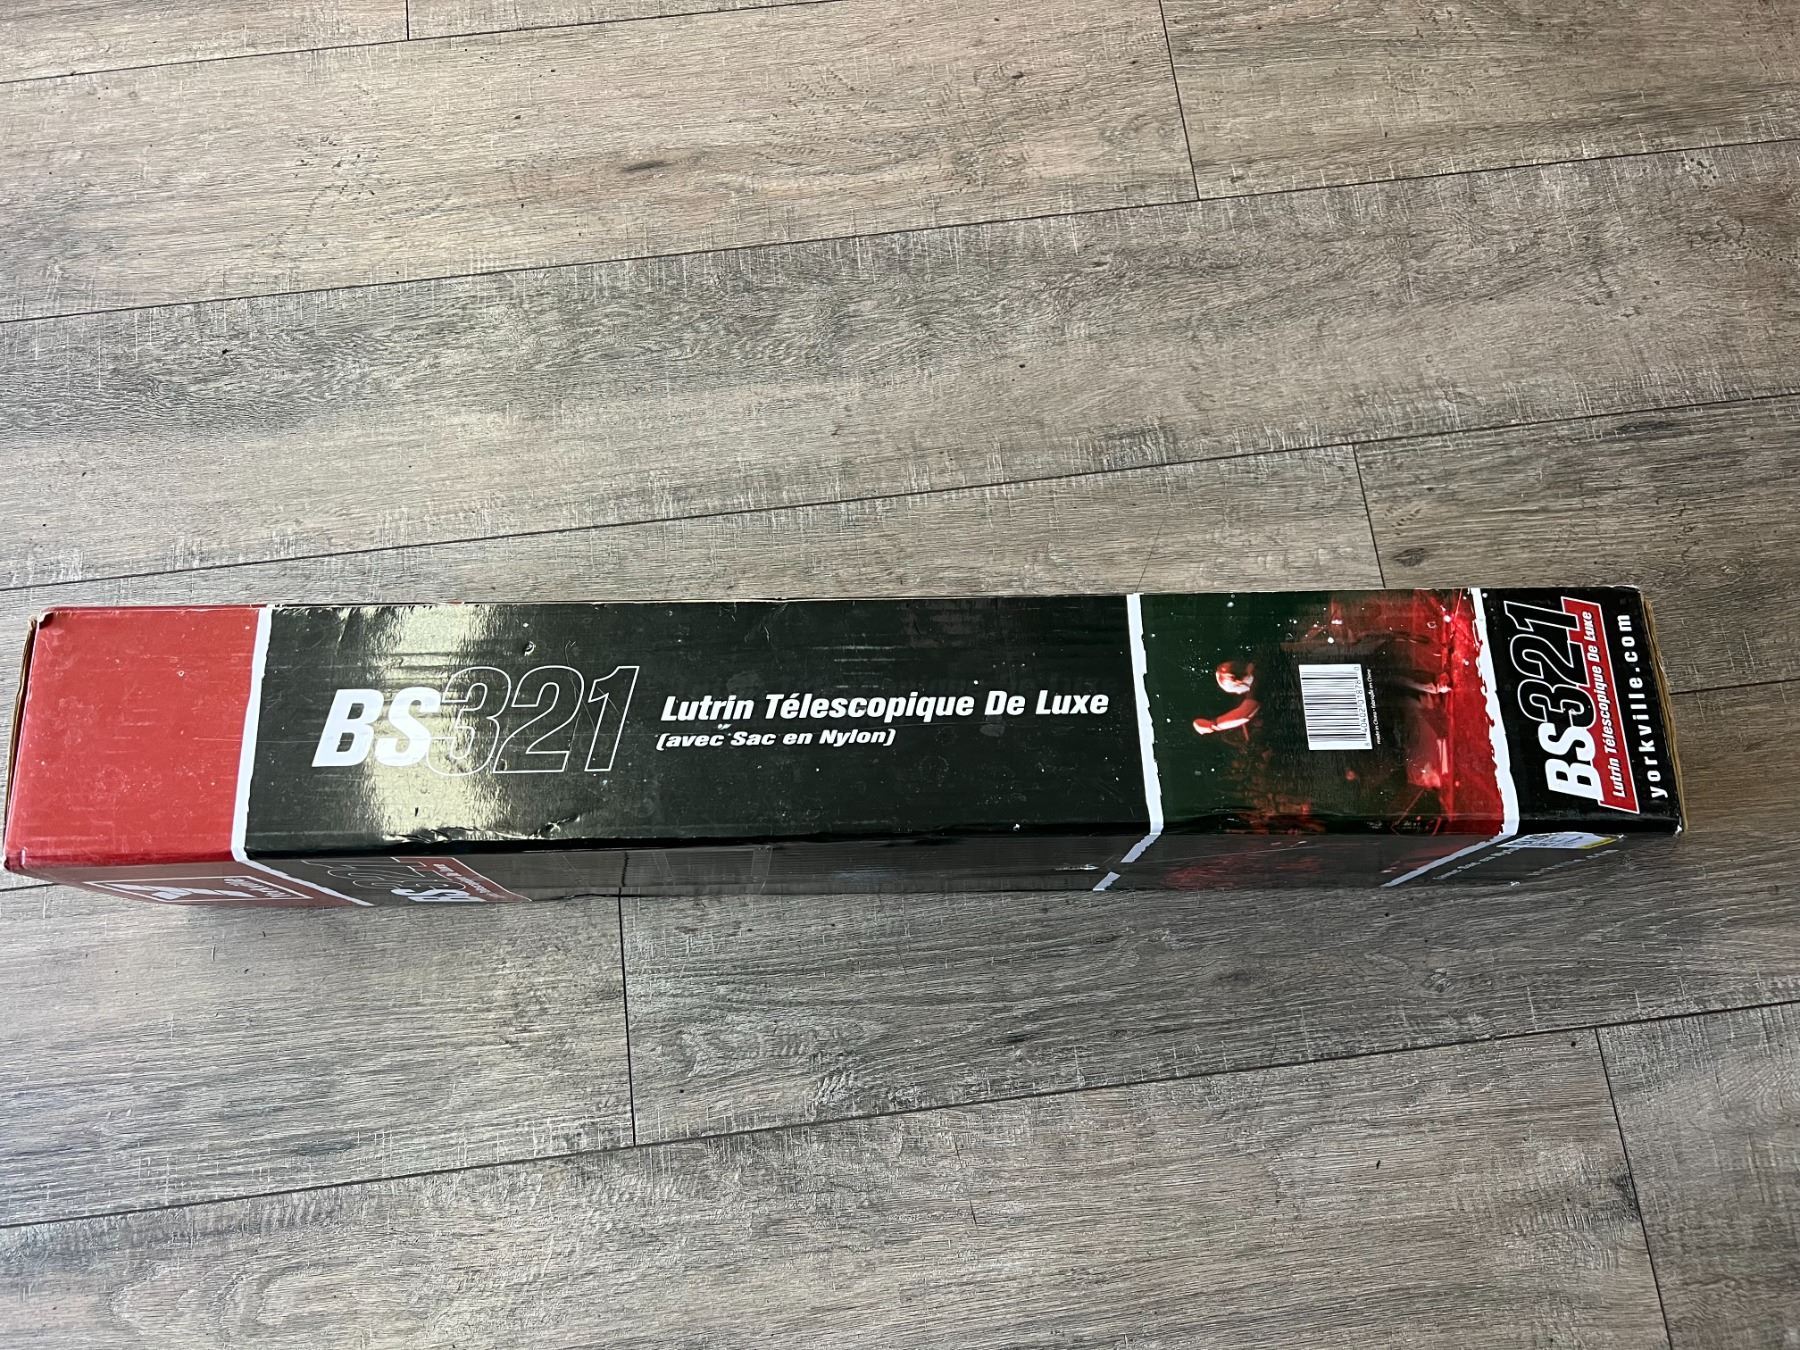 BS321
Lutrin Télescopique De Luxe
(avec Sac en Nylon)
BS321
Lutrin Télescopique De Luxe
yorkville.com